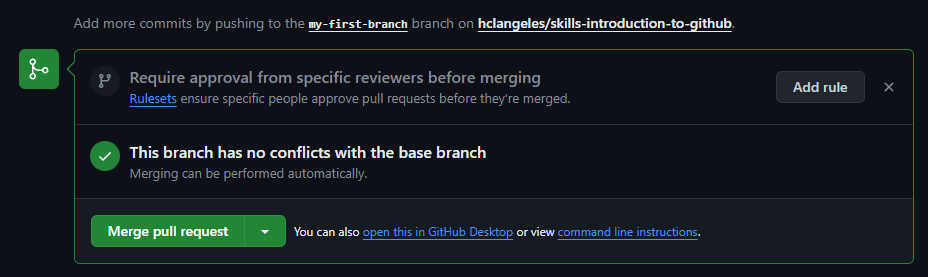 Add more commits by pushing to the my-first-branch branch on hclangeles/skills-introduction-to-github.
Require approval from specific reviewers before merging
Rulesets ensure specific people approve pull requests before they're merged.
Add rule
This branch has no conflicts with the base branch
Merging can be performed automatically.
Merge pull request
You can also open this in GitHub Desktop or view command line instructions.